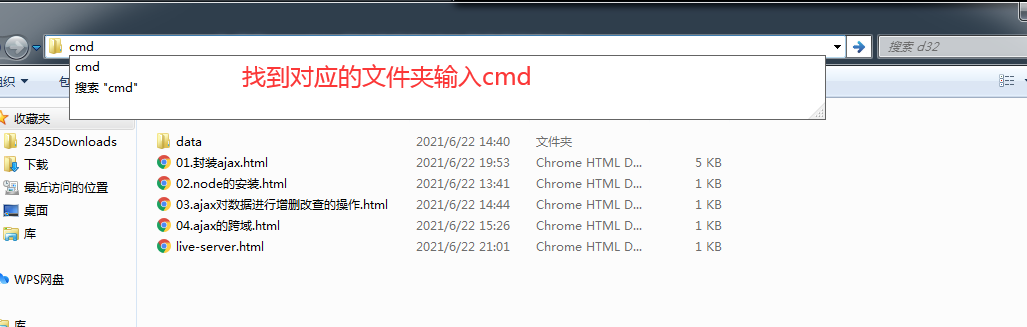 cmd
搜索 d32
cmd
搜索 "cmd"
找到对应的文件夹输入cmd
组织
包
收藏夹
2345Downloads
下载
最近访问的位置
桌面
库
WPS网盘
库
data 2021/6/22 14:40 文件夹
01.封装ajax.html 2021/6/22 19:53 Chrome HTML D... 5 KB
02.node的安装.html 2021/6/22 13:41 Chrome HTML D... 1 KB
03.ajax对数据进行增删改查的操作.html 2021/6/22 14:44 Chrome HTML D... 1 KB
04.ajax的跨域.html 2021/6/22 15:26 Chrome HTML D... 1 KB
live-server.html 2021/6/22 21:01 Chrome HTML D... 1 KB